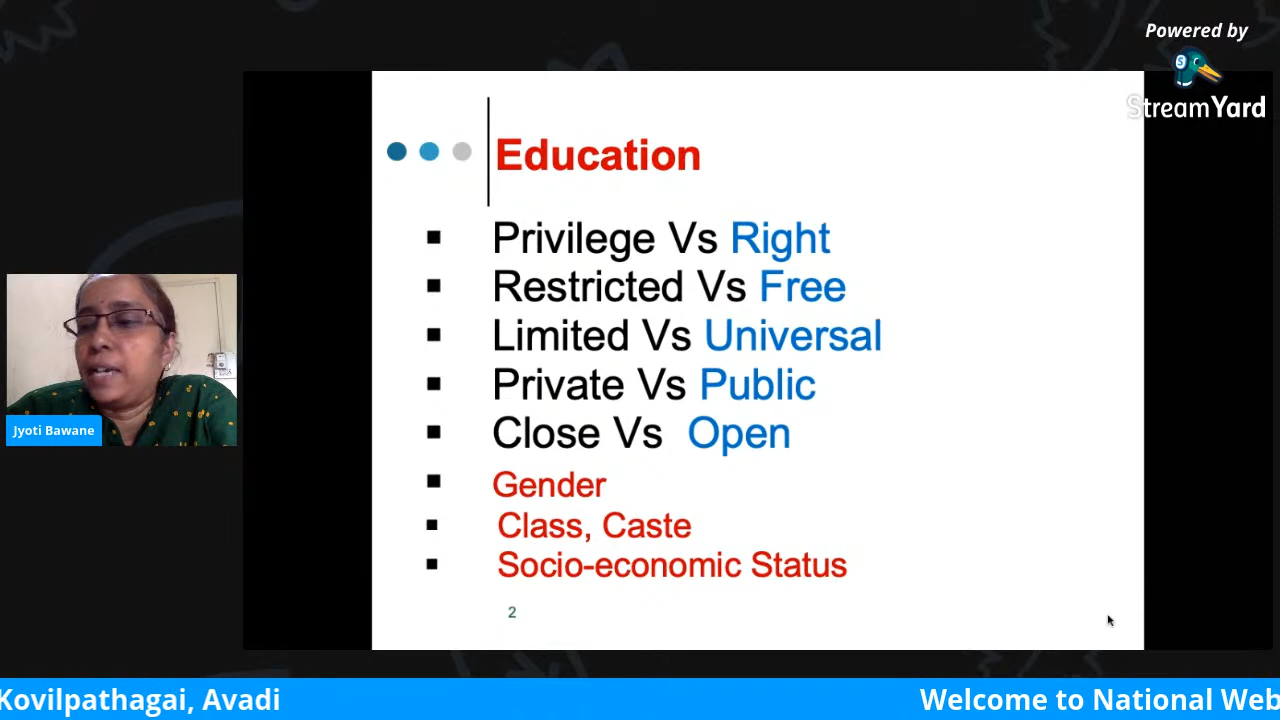 Powered by
StreamYard
Education
Privilege Vs Right
Restricted Vs Free
Limited Vs Universal
Private Vs Public
Close Vs Open
Gender
Class, Caste
Socio-economic Status
2
Jyoti Bawane
Kovilpathagai, Avadi
Welcome to National Web